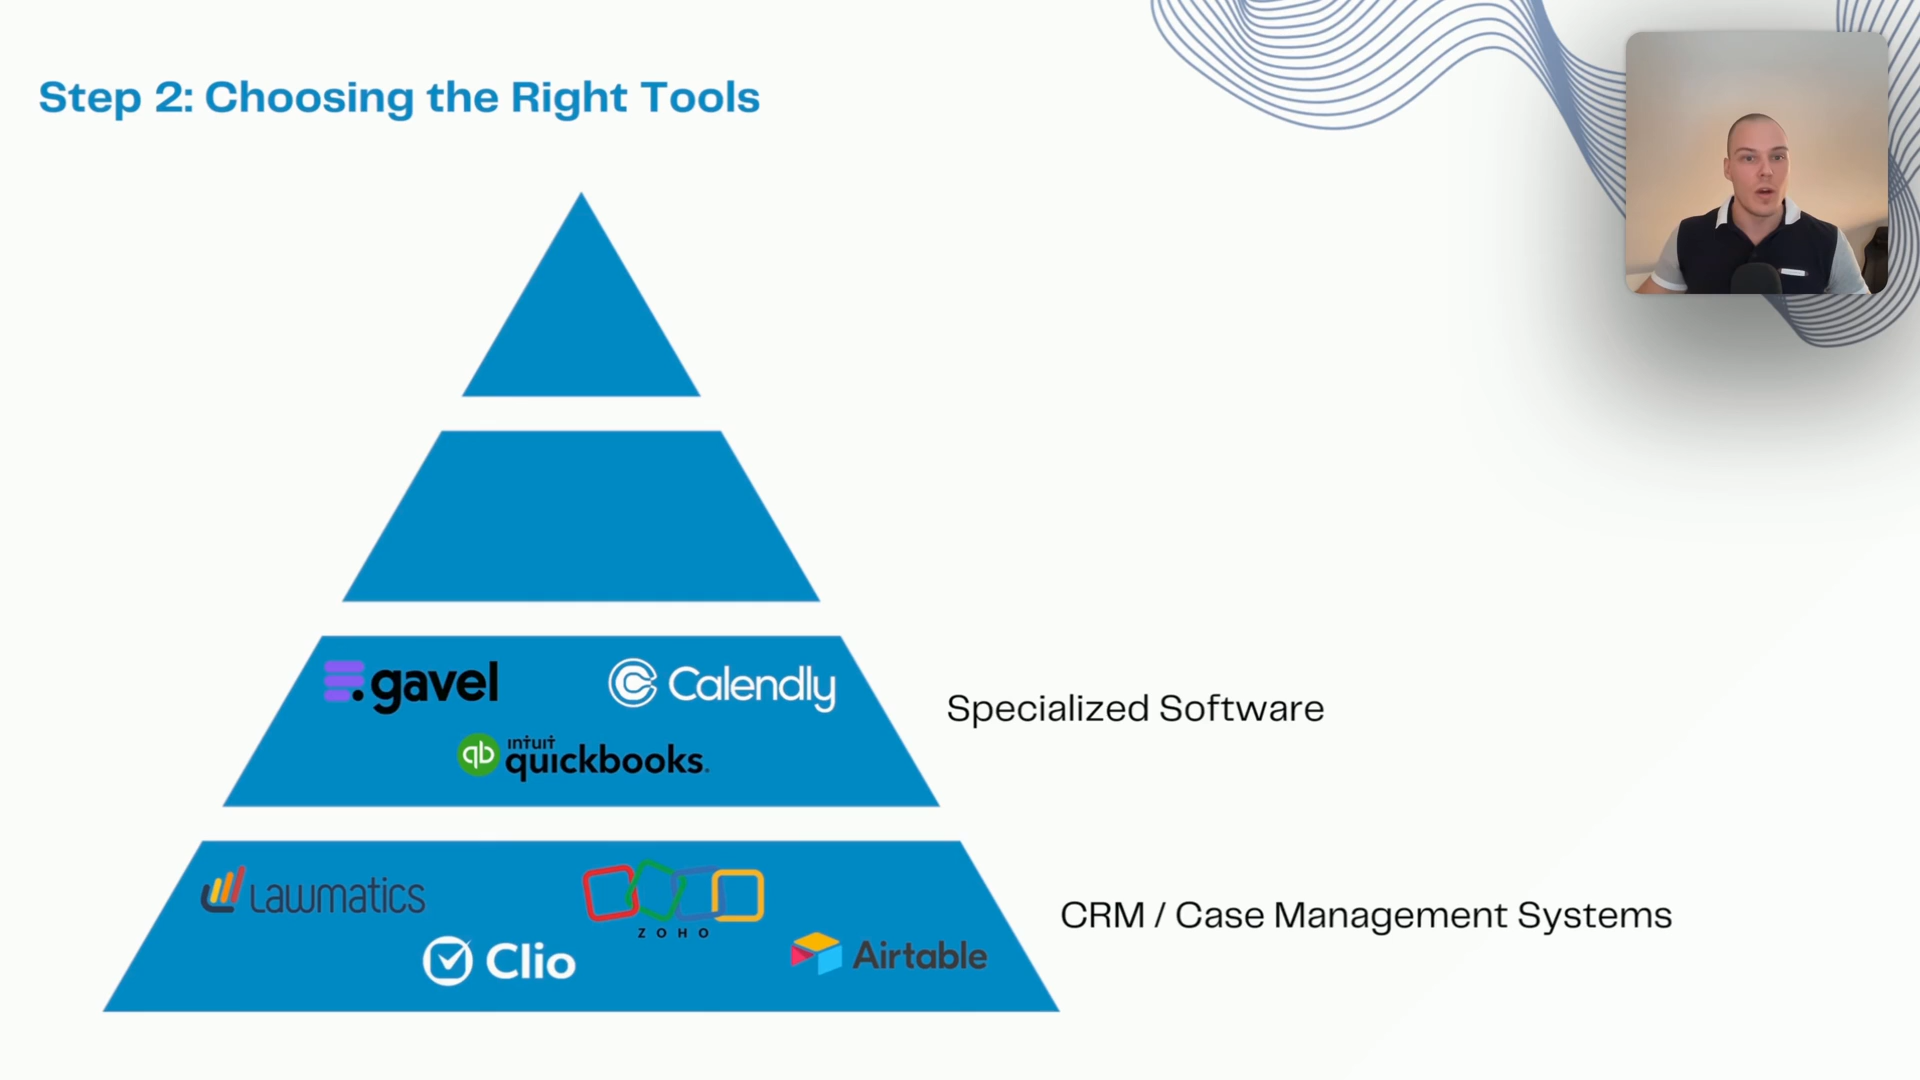 Step 2: Choosing the Right Tools
.gavel
Calendly
Specialized Software
intuit
qb quickbooks.
LAWMATICS
ZOHO
CRM / Case Management Systems
Clio
Airtable